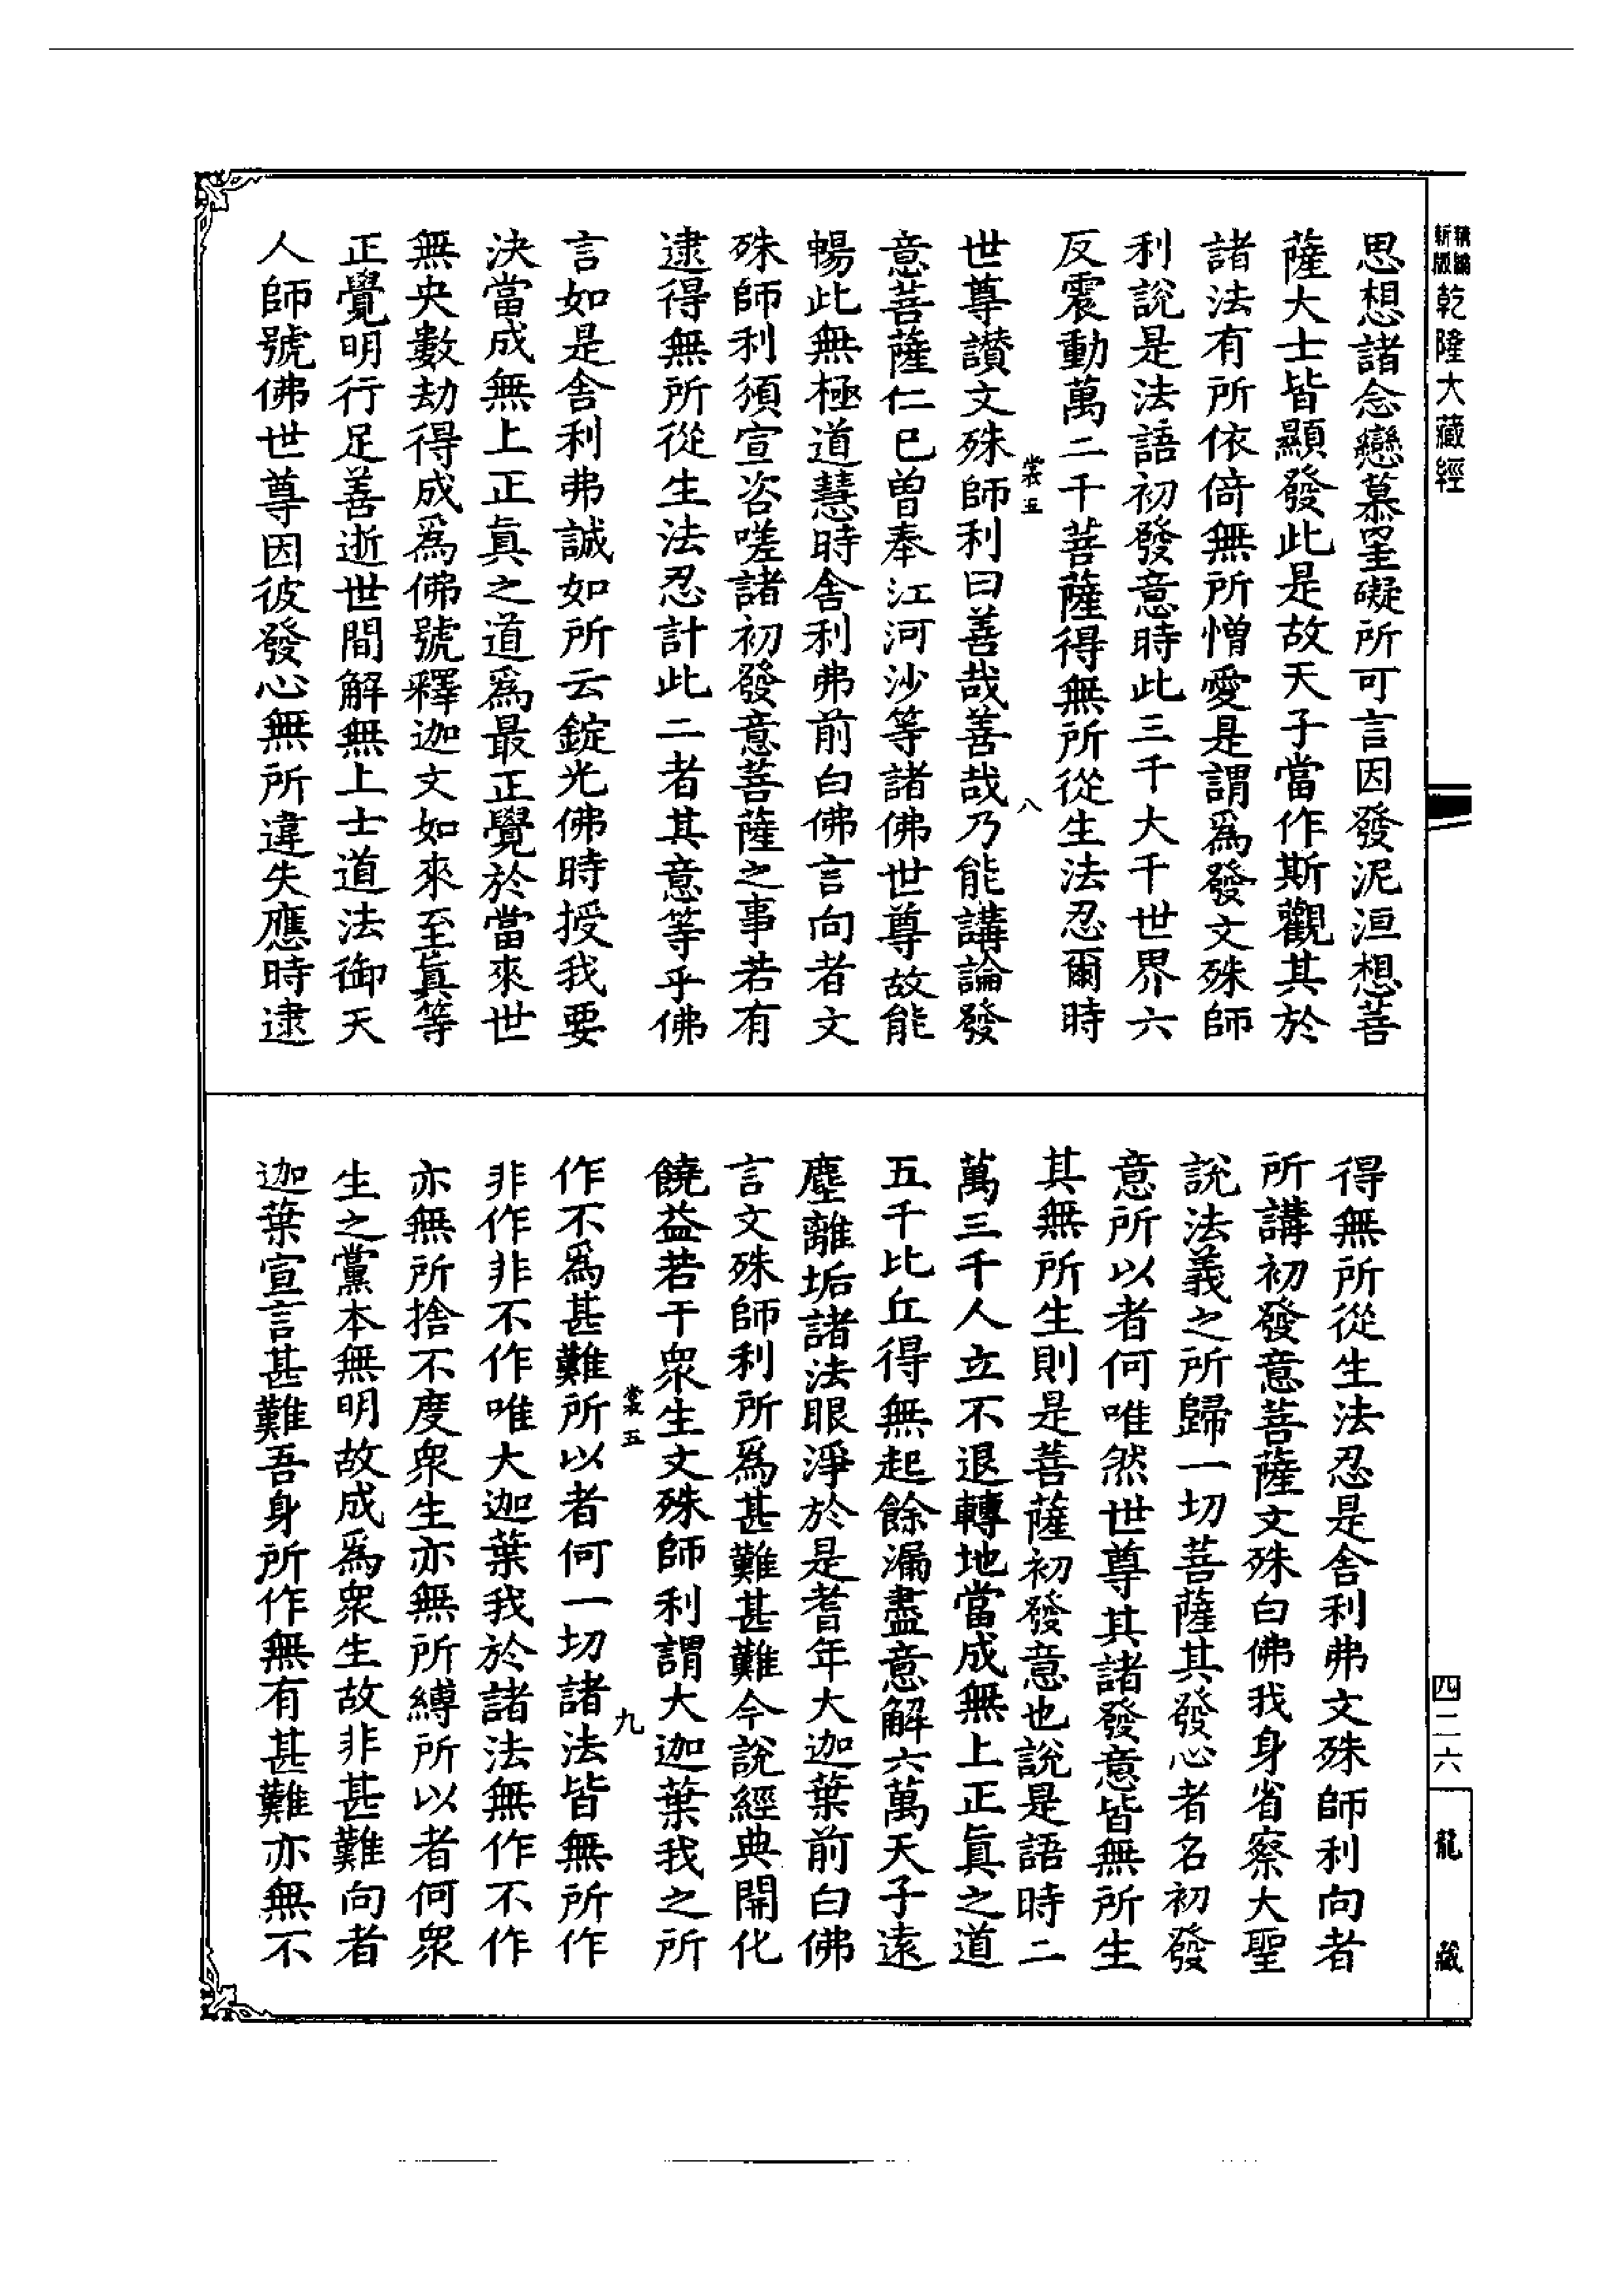 精編
新版
乾隆大藏經
思想諸念戀慕罣礙所可言因發泥洹想菩
薩大士皆顯發此是故天子當作斯觀其於
諸法有所依倚無所憎愛是謂爲發文殊師
利說是法語初發意時此三千大千世界六
反震動萬二千菩薩得無所從生法忍爾時
裳五
八
世尊讚文殊師利曰善哉善哉乃能講論發
意菩薩仁已曾奉江河沙等諸佛世尊故能
暢此無極道慧時舍利弗前白佛言向者文
殊師利頒宣咨嗟諸初發意菩薩之事若有
逮得無所從生法忍計此二者其意等乎佛
言如是舍利弗誠如所云錠光佛時授我要
決當成無上正真之道爲最正覺於當來世
無央數劫得成爲佛號釋迦文如來至真等
正覺明行足善逝世間解無上士道法御天
人師號佛世尊因彼發心無所違失應時逮
得無所從生法忍是舍利弗文殊師利向者
所講初發意菩薩文殊白佛我身省察大聖
說法義之所歸一切菩薩其發心者名初發
意所以者何唯然世尊其諸發意皆無所生
其無所生則是菩薩初發意也說是語時二
萬三千人立不退轉地當成無上正真之道
五千比丘得無起餘漏盡意解六萬天子遠
塵離垢諸法眼淨於是耆年大迦葉前白佛
言文殊師利所爲甚難甚難今說經典開化
饒益若干眾生文殊師利謂大迦葉我之所
裳五
九
作不爲甚難所以者何一切諸法皆無所作
非作非不作唯大迦葉我於諸法無作不作
亦無所捨不度眾生亦無所縛所以者何眾
生之黨本無明故成爲眾生故非甚難向者
迦葉宣言甚難吾身所作無有甚難亦無不
四二六
龍藏